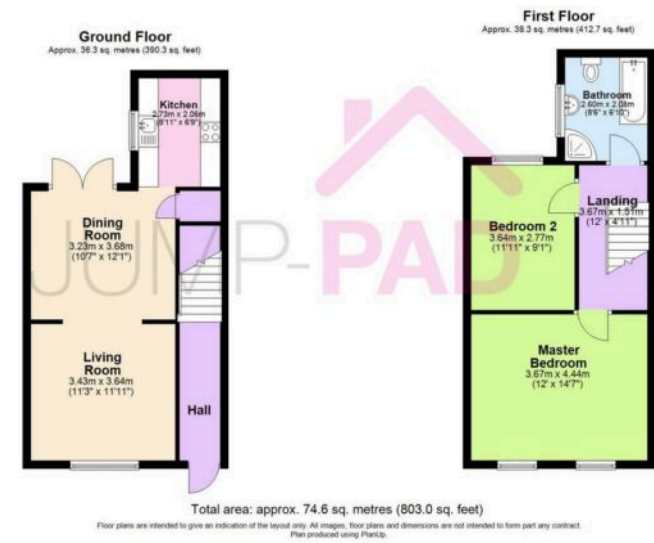 Ground Floor
Approx. 36.3 sq. metres (390.3 sq. feet)
Kitchen
2.73m x 2.06m
(8'11" x 6'9")
Dining
Room
3.23m x 3.68m
(10'7" x 12'1")
Living
Room
3.43m x 3.64m
(11'3" x 11'11")
Hall
First Floor
Approx. 38.3 sq. metres (412.7 sq. feet)
Bathroom
2.60m x 2.08m
(8'6" x 6'10")
Landing
3.67m x 1.51m
(12' x 4'11")
Bedroom 2
3.64m x 2.77m
(11'11" x 9'1")
Master
Bedroom
3.67m x 4.44m
(12' x 14'7")
JUMP-PAD
Total area: approx. 74.6 sq. metres (803.0 sq. feet)
Floor plans are intended to give an indication of the layout only. All images, floor plans and dimensions are not intended to form part any contract.
Plan produced using PlanUp.